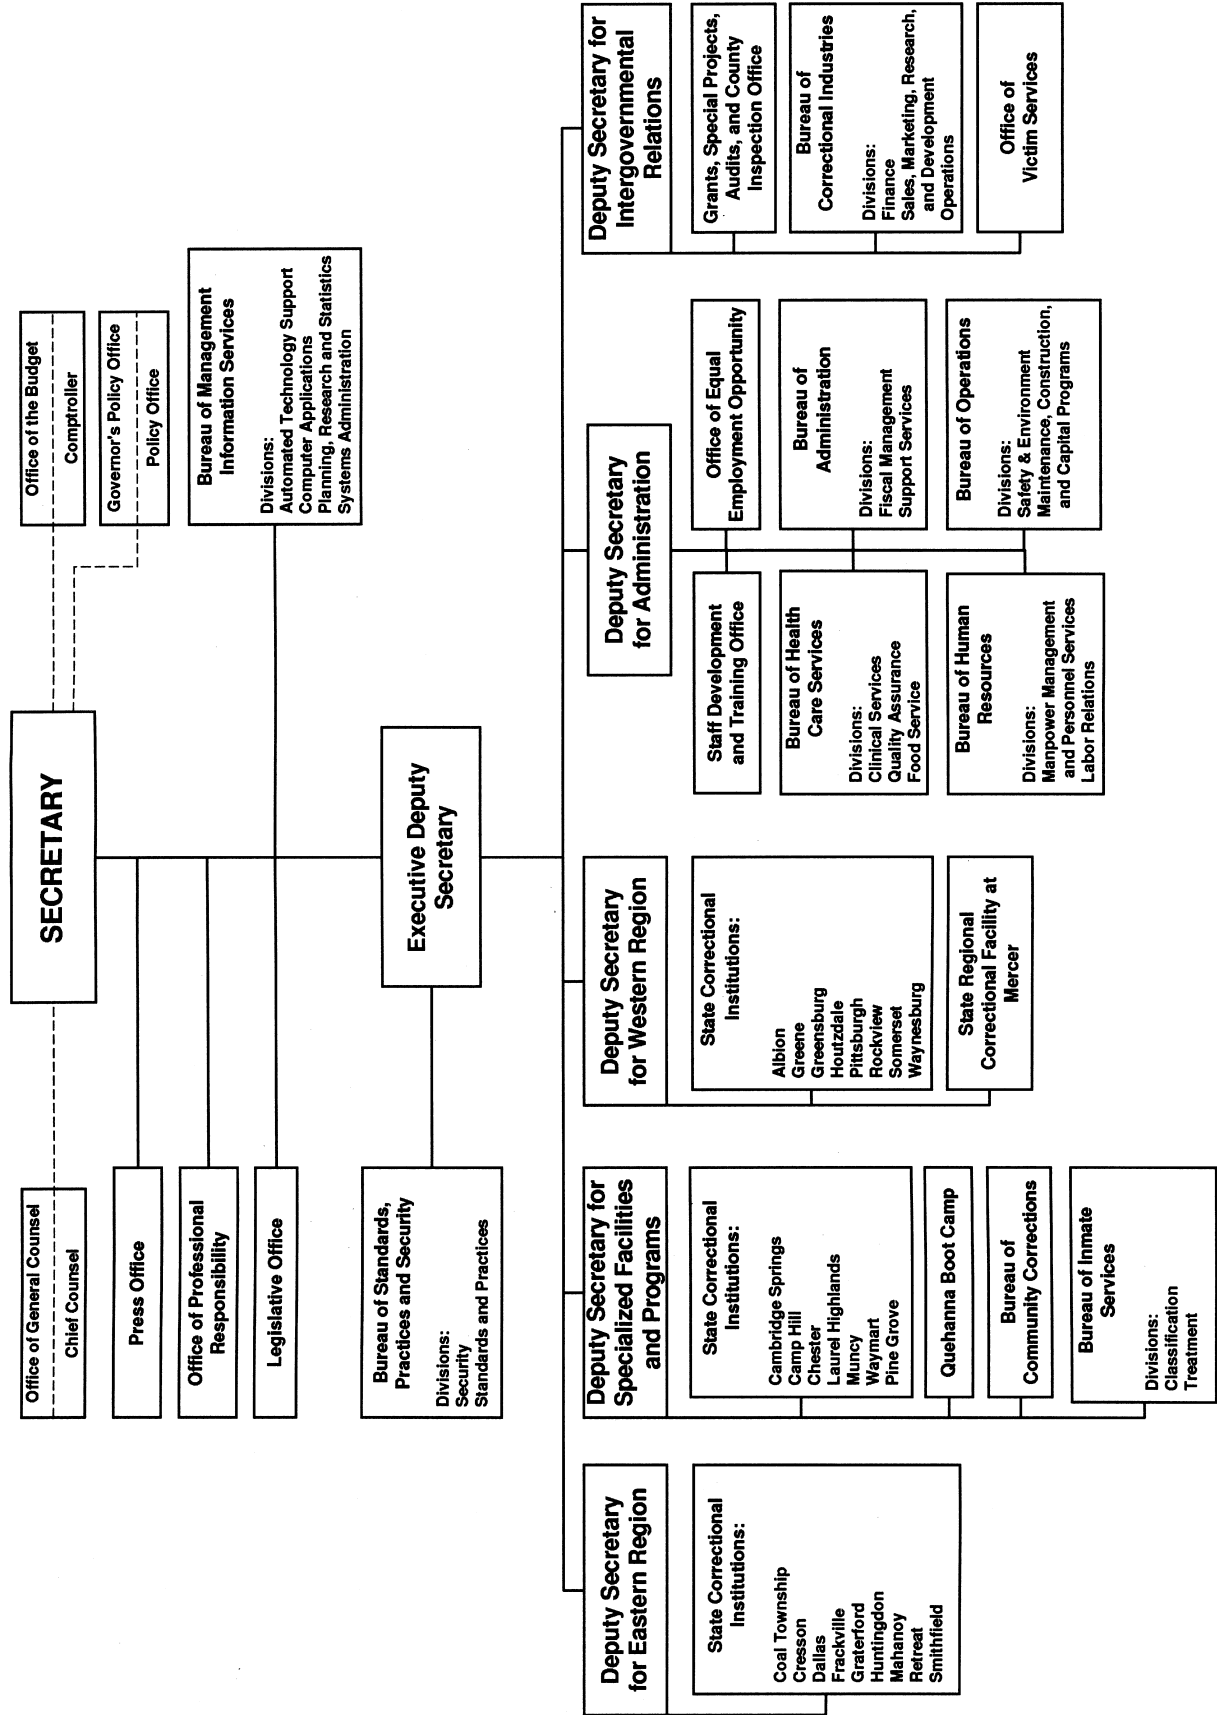 SECRETARY
Office of General Counsel
Chief Counsel
Office of the Budget
Comptroller
Governor's Policy Office
Policy Office
Press Office
Office of Professional
Responsibility
Legislative Office
Bureau of Management
Information Services
Divisions:
Automated Technology Support
Computer Applications
Planning, Research and Statistics
Systems Administration
Executive Deputy
Secretary
Bureau of Standards,
Practices and Security
Divisions:
Security
Standards and Practices
Deputy Secretary
for Eastern Region
State Correctional
Institutions:
Coal Township
Cresson
Dallas
Frackville
Graterford
Huntingdon
Mahanoy
Retreat
Smithfield
Deputy Secretary for
Specialized Facilities
and Programs
State Correctional
Institutions:
Cambridge Springs
Camp Hill
Chester
Laurel Highlands
Muncy
Waymart
Pine Grove
Quehanna Boot Camp
Bureau of
Community Corrections
Bureau of Inmate
Services
Divisions:
Classification
Treatment
Deputy Secretary
for Western Region
State Correctional
Institutions:
Albion
Greene
Greensburg
Houtzdale
Pittsburgh
Rockview
Somerset
Waynesburg
State Regional
Correctional Facility at
Mercer
Deputy Secretary
for Administration
Staff Development
and Training Office
Office of Equal
Employment Opportunity
Bureau of Health
Care Services
Divisions:
Clinical Services
Quality Assurance
Food Service
Bureau of
Administration
Divisions:
Fiscal Management
Support Services
Bureau of Human
Resources
Divisions:
Manpower Management
and Personnel Services
Labor Relations
Bureau of Operations
Divisions:
Safety & Environment
Maintenance, Construction,
and Capital Programs
Deputy Secretary for
Intergovernmental
Relations
Grants, Special Projects,
Audits, and County
Inspection Office
Bureau of
Correctional Industries
Divisions:
Finance
Sales, Marketing, Research,
and Development
Operations
Office of
Victim Services